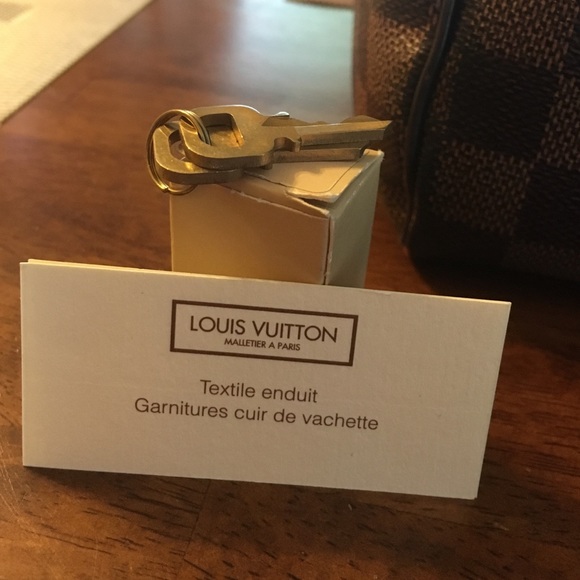 LOUIS VUITTON
MALLETIER A PARIS
Textile enduit
Garnitures cuir de vachette